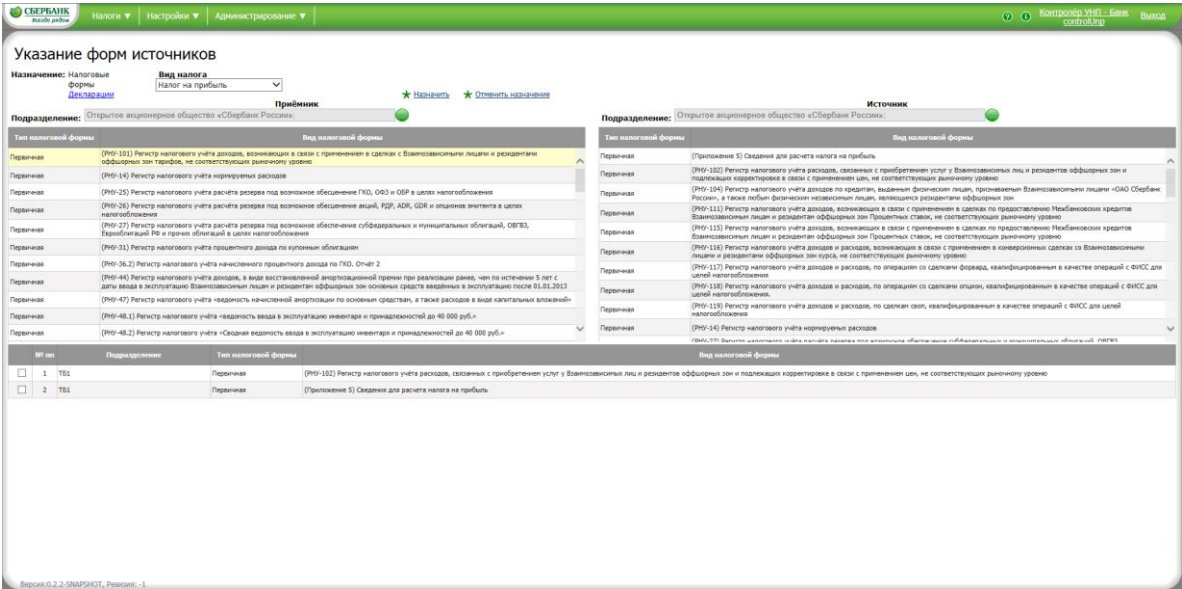 СБЕРБАНК
Всегда рядом
Налоги ▼
Настройки ▼
Администрирование ▼
Контролёр УНП - Банк
controlUnp
Выход
Указание форм источников
Назначение: Налоговые
формы
Декларации
Вид налога
Налог на прибыль
Назначить
Отменить назначение
Приёмник
Подразделение: Открытое акционерное общество «Сбербанк России»;
Тип налоговой формы
Вид налоговой формы
Первичная
(РНУ-101) Регистр налогового учёта доходов, возникающих в связи с применением в сделках с Взаимозависимыми лицами и резидентами
оффшорных зон тарифов, не соответствующих рыночному уровню
Первичная
(РНУ-14) Регистр налогового учёта нормируемых расходов
Первичная
(РНУ-25) Регистр налогового учёта расчёта резерва под возможное обесценение ГКО, ОФЗ и ОБР в целях налогообложения
Первичная
(РНУ-26) Регистр налогового учёта расчёта резерва под возможное обесценение акций, РДР, ADR, GDR и опционов эмитента в целях
налогообложения
Первичная
(РНУ-27) Регистр налогового учёта расчёта резерва под возможное обеспечение субфедеральных и муниципальных облигаций, ОВГВЗ,
Еврооблигаций РФ и прочих облигаций в целях налогообложения
Первичная
(РНУ-31) Регистр налогового учёта процентного дохода по купонным облигациям
Первичная
(РНУ-36.2) Регистр налогового учёта начисленного процентного дохода по ГКО. Отчёт 2
Первичная
(РНУ-44) Регистр налогового учёта доходов, в виде восстановленной амортизационной премии при реализации ранее, чем по истечении 5 лет с
даты ввода в эксплуатацию Взаимозависимым лицам и резидентам оффшорных зон основных средств введённых в эксплуатацию после 01.01.2013
Первичная
(РНУ-47) Регистр налогового учёта «ведомость начисленной амортизации по основным средствам, а также расходов в виде капитальных вложений»
Первичная
(РНУ-48.1) Регистр налогового учёта «ведомость ввода в эксплуатацию инвентаря и принадлежностей до 40 000 руб.»
Первичная
(РНУ-48.2) Регистр налогового учёта «Сводная ведомость ввода в эксплуатацию инвентаря и принадлежностей до 40 000 руб.»
Источник
Подразделение: Открытое акционерное общество «Сбербанк России»;
Тип налоговой формы
Вид налоговой формы
Первичная
(Приложение 5) Сведения для расчета налога на прибыль
Первичная
(РНУ-102) Регистр налогового учёта расходов, связанных с приобретением услуг у Взаимозависимых лиц и резидентов оффшорных зон и
подлежащих корректировке в связи с применением цен, не соответствующих рыночному уровню
Первичная
(РНУ-104) Регистр налогового учёта доходов по кредитам, выданным физическим лицам, признаваемым Взаимозависимыми лицами «ОАО Сбербанк
России», а также любым физическим независимым лицам, являющихся резидентами оффшорных зон
Первичная
(РНУ-111) Регистр налогового учёта доходов, возникающих в связи с применением в сделках по предоставлению Межбанковских кредитов
Взаимозависимым лицам и резидентам оффшорных зон Процентных ставок, не соответствующих рыночному уровню
Первичная
(РНУ-115) Регистр налогового учёта доходов, возникающих в связи с применением в сделках по предоставлению Межбанковских кредитов
Взаимозависимым лицам и резидентам оффшорных зон Процентных ставок, не соответствующих рыночному уровню
Первичная
(РНУ-116) Регистр налогового учёта доходов и расходов, возникающих в связи с применением в конверсионных сделках со Взаимозависимыми
лицами и резидентами оффшорных зон курса, не соответствующих рыночному уровню
Первичная
(РНУ-117) Регистр налогового учёта доходов и расходов, по операциям со сделками форвард, квалифицированным в качестве операций с ФИСС для
целей налогообложения
Первичная
(РНУ-118) Регистр налогового учёта доходов и расходов, по операциям со сделками опцион, квалифицированным в качестве операций с ФИСС для
целей налогообложения.
Первичная
(РНУ-119) Регистр налогового учёта доходов и расходов, по сделкам своп, квалифицированным в качестве операций с ФИСС для целей
налогообложения
Первичная
(РНУ-14) Регистр налогового учёта нормируемых расходов
№ пп
Подразделение
Тип налоговой формы
Вид налоговой формы
1 ТБ1 Первичная (РНУ-102) Регистр налогового учёта расходов, связанных с приобретением услуг у Взаимозависимых лиц и резидентов оффшорных зон и подлежащих корректировке в связи с применением цен, не соответствующих рыночному уровню
2 ТБ1 Первичная (Приложение 5) Сведения для расчета налога на прибыль
Версия:0.2.2-SNAPSHOT, Ревизия: -1